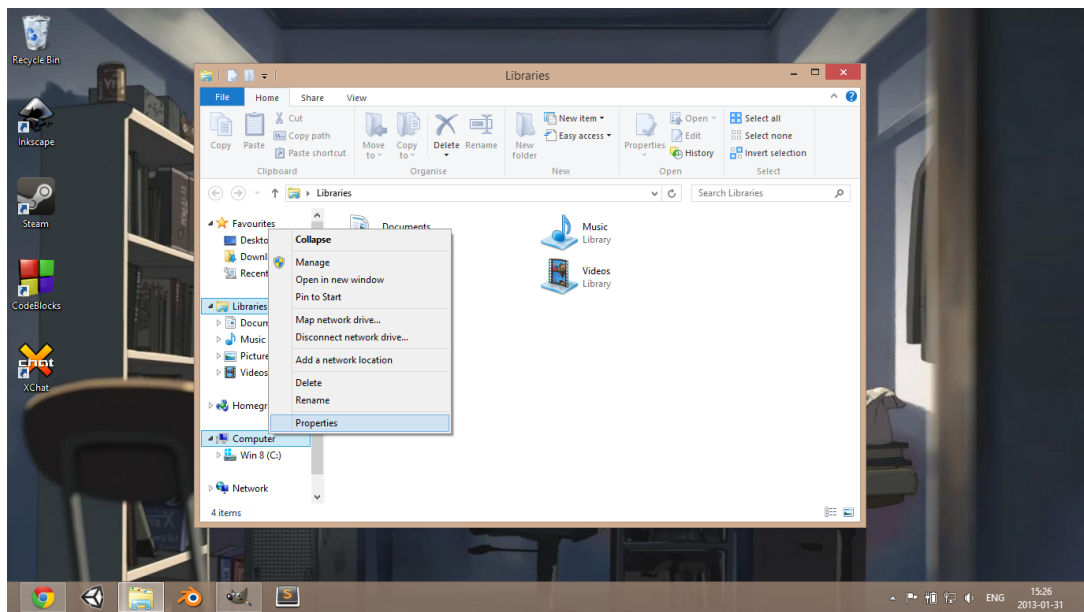 Recycle Bin
Inkscape
Steam
CodeBlocks
XChat
Libraries
File Home Share View
Copy
Paste
Cut
Copy path
Paste shortcut
Clipboard
Move to
Copy to
Delete
Rename
Organise
New folder
New item
Easy access
New
Properties
Open
Edit
History
Open
Select all
Select none
Invert selection
Select
Libraries
Search Libraries
Favourites
Deskto
Downl
Recent
Libraries
Docum
Music
Picture
Videos
Homegr
Computer
Win 8 (C:)
Network
Collapse
Manage
Open in new window
Pin to Start
Map network drive...
Disconnect network drive...
Add a network location
Delete
Rename
Properties
Documents
Music
Library
Videos
Library
4 items
ENG
15:26
2013-01-31